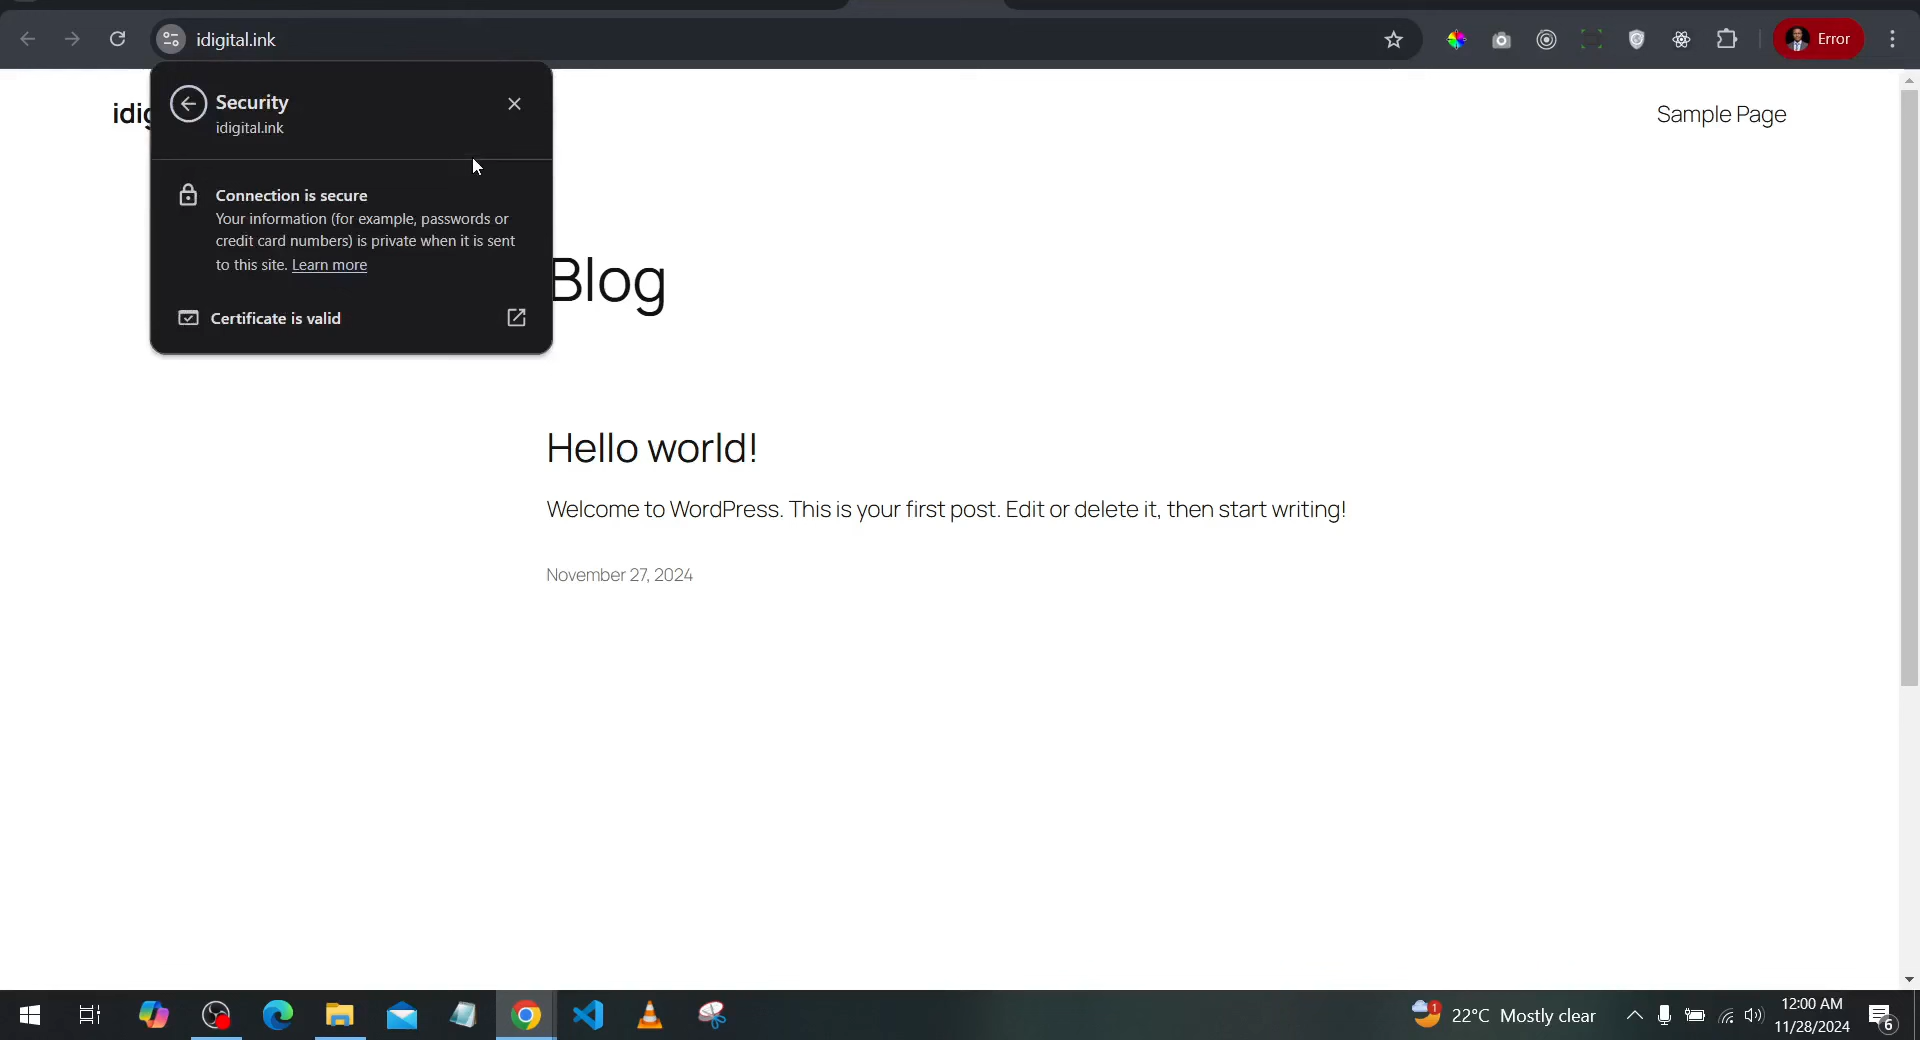 idigital.ink
Error
Security
idigital.ink
idig
Sample Page
Connection is secure
Your information (for example, passwords or
credit card numbers) is private when it is sent
to this site. Learn more
Certificate is valid
Blog
Hello world!
Welcome to WordPress. This is your first post. Edit or delete it, then start writing!
November 27, 2024
1
22°C Mostly clear
12:00 AM
11/28/2024
6